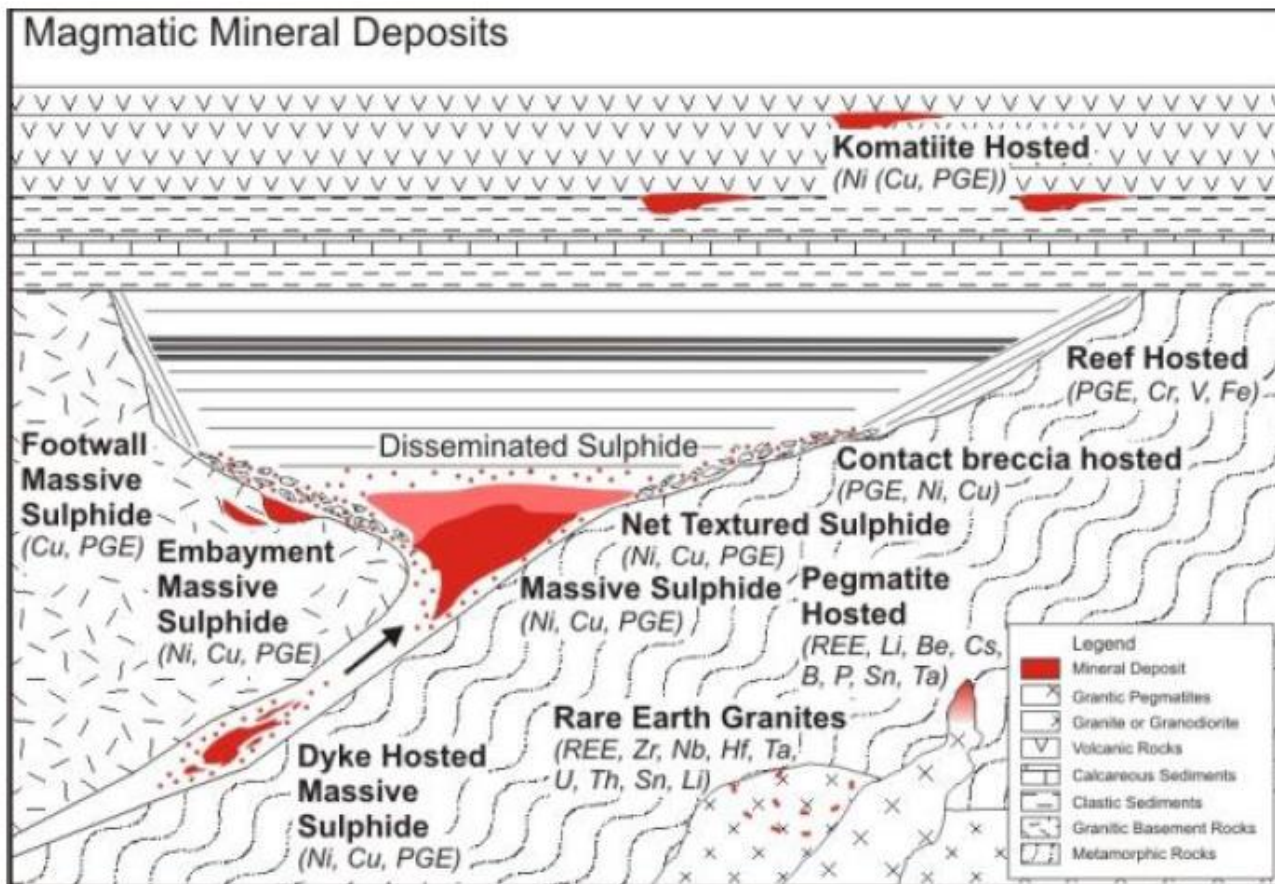 Magmatic Mineral Deposits
Komatiite Hosted
(Ni (Cu, PGE))
Reef Hosted
(PGE, Cr, V, Fe)
Disseminated Sulphide
Footwall
Massive
Sulphide
(Cu, PGE)
Contact breccia hosted
(PGE, Ni, Cu)
Embayment
Massive
Sulphide
(Ni, Cu, PGE)
Net Textured Sulphide
(Ni, Cu, PGE)
Massive Sulphide
(Ni, Cu, PGE)
Pegmatite
Hosted
(REE, Li, Be, Cs,
B, P, Sn, Ta)
Rare Earth Granites
(REE, Zr, Nb, Hf, Ta,
U, Th, Sn, Li)
Dyke Hosted
Massive
Sulphide
(Ni, Cu, PGE)
Legend
Mineral Deposit
Grantic Pegmatites
Granite or Granodiorite
Volcanic Rocks
Calcareous Sediments
Clastic Sediments
Granitic Basement Rocks
Metamorphic Rocks